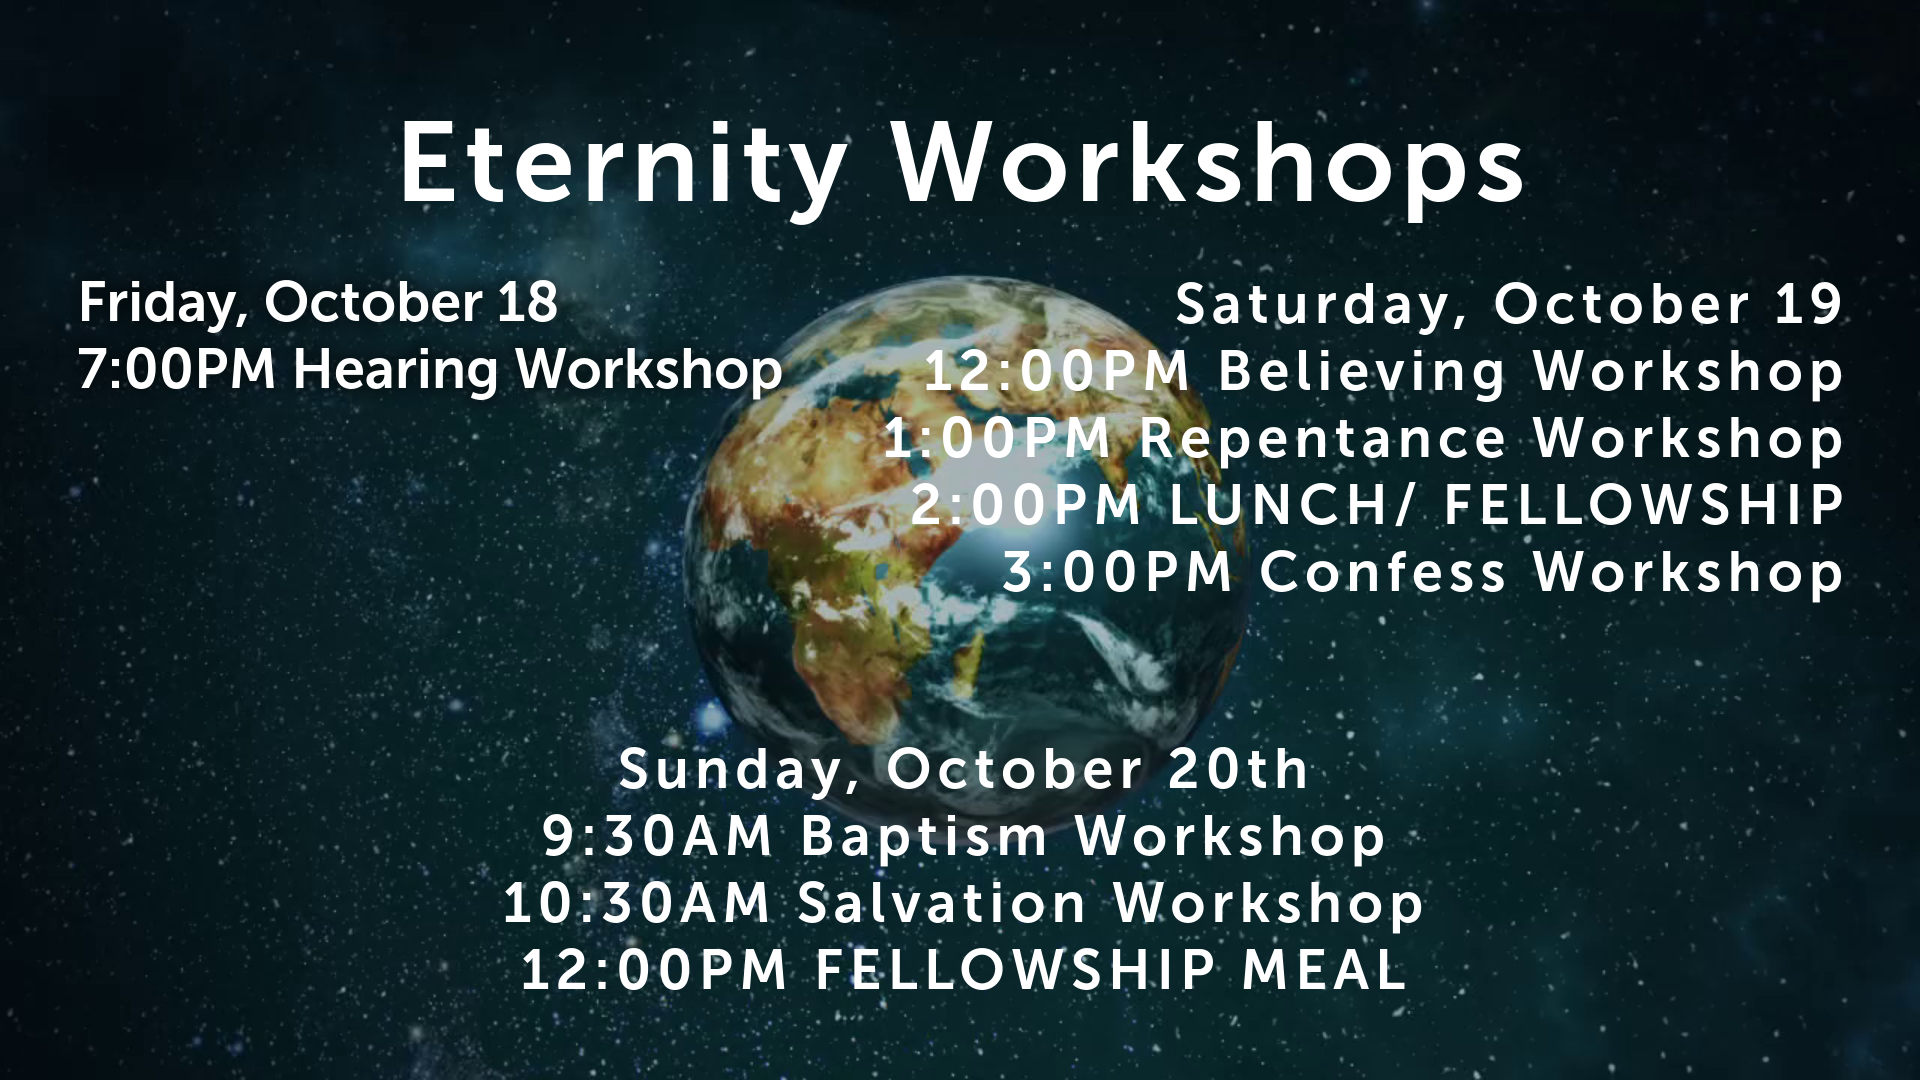 Eternity Workshops
Friday, October 18
7:00PM Hearing Workshop
Saturday, October 19
12:00PM Believing Workshop
1:00PM Repentance Workshop
2:00PM LUNCH/ FELLOWSHIP
3:00PM Confess Workshop
Sunday, October 20th
9:30AM Baptism Workshop
10:30AM Salvation Workshop
12:00PM FELLOWSHIP MEAL